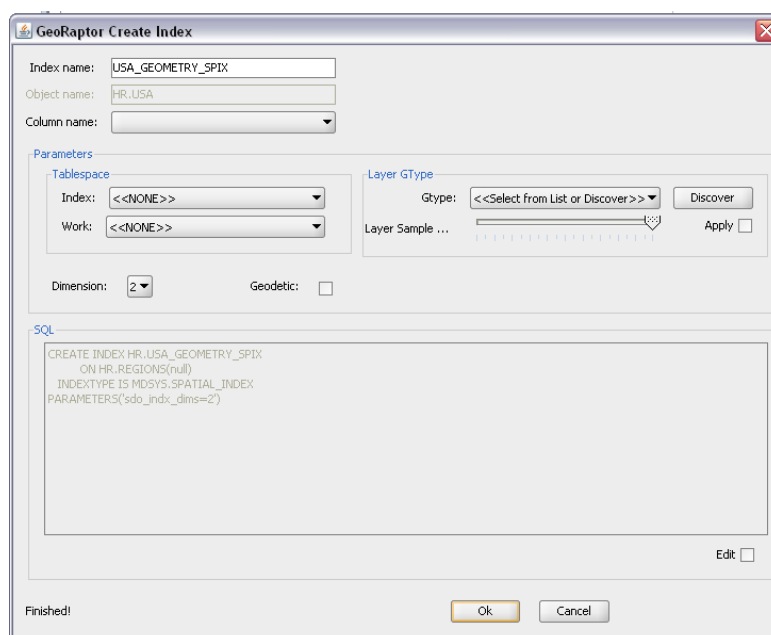 GeoRaptor Create Index
Index name: USA_GEOMETRY_SPIX
Object name: HR.USA
Column name:
Parameters
Tablespace
Index: <<NONE>>
Work: <<NONE>>
Layer GType
Gtype: <<Select from List or Discover>> Discover
Layer Sample ... Apply
Dimension: 2 Geodetic:
SQL
CREATE INDEX HR.USA_GEOMETRY_SPIX
ON HR.REGIONS(null)
INDEXTYPE IS MDSYS.SPATIAL_INDEX
PARAMETERS('sdo_indx_dims=2')
Edit
Finished! Ok Cancel